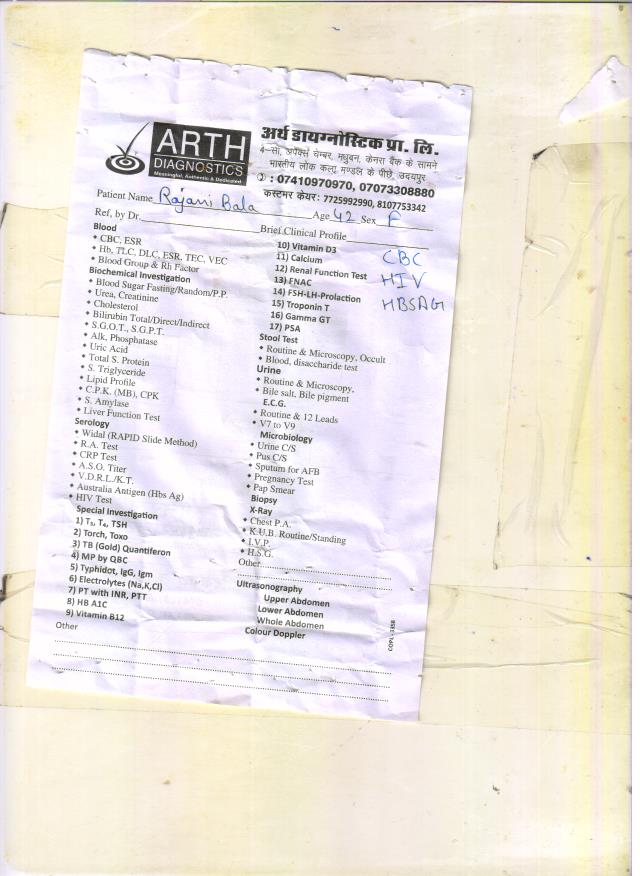 ARTH
DIAGNOSTICS
Meaningful, Authentic & Dedicated
अर्थ डायग्नोस्टिक प्रा. लि.
4-सी, अपेक्स चेम्बर, मधुबन, केनरा बैंक के सामने
भारतीय लोक कला मण्डल के पीछे, उदयपुर
: 07410970970, 07073308880
कस्टमर केयर: 7725992990, 8107753342
Patient Name Rajani Bala Age 42 Sex F
Ref, by Dr. Brief Clinical Profile
Blood
CBC, ESR
Hb, TLC, DLC, ESR, TEC, VEC
Blood Group & Rh Factor
Biochemical Investigation
Blood Sugar Fasting/Random/P.P.
Urea, Creatinine
Cholesterol
Bilirubin Total/Direct/Indirect
S.G.O.T., S.G.P.T.
Alk, Phosphatase
Uric Acid
Total S. Protein
S. Triglyceride
Lipid Profile
C.P.K. (MB), CPK
S. Amylase
Liver Function Test
Serology
Widal (RAPID Slide Method)
R.A. Test
CRP Test
A.S.O. Titer
V.D.R.L./K.T.
Australia Antigen (Hbs Ag)
HIV Test
Special Investigation
1) T₃, T₄, TSH
2) Torch, Toxo
3) TB (Gold) Quantiferon
4) MP by QBC
5) Typhidot, IgG, Igm
6) Electrolytes (Na,K,Cl)
7) PT with INR, PTT
8) HB A1C
9) Vitamin B12
Other
10) Vitamin D3
11) Calcium
12) Renal Function Test
13) FNAC
14) FSH-LH-Prolaction
15) Troponin T
16) Gamma GT
17) PSA
Stool Test
Routine & Microscopy, Occult
Blood, disaccharide test
Urine
Routine & Microscopy,
Bile salt, Bile pigment
E.C.G.
Routine & 12 Leads
V7 to V9
Microbiology
Urine C/S
Pus C/S
Sputum for AFB
Pregnancy Test
Pap Smear
Biopsy
X-Ray
Chest P.A.
K.U.B. Routine/Standing
I.V.P.
H.S.G.
Other
Ultrasonography
Upper Abdomen
Lower Abdomen
Whole Abdomen
Colour Doppler
CBC
HIV
HBSAG